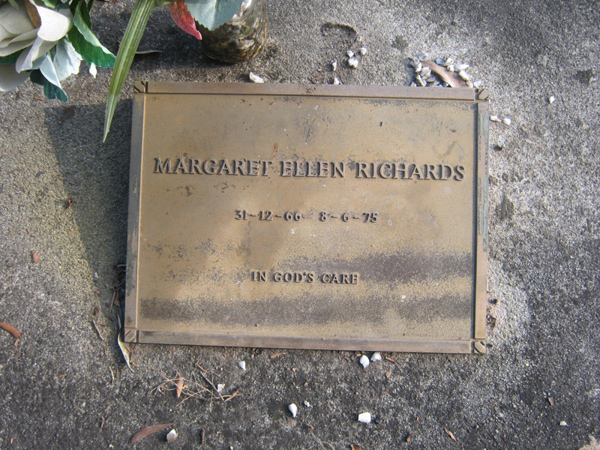 MARGARET ELLEN RICHARDS
31-12-66 8-6-75
IN GOD'S CARE